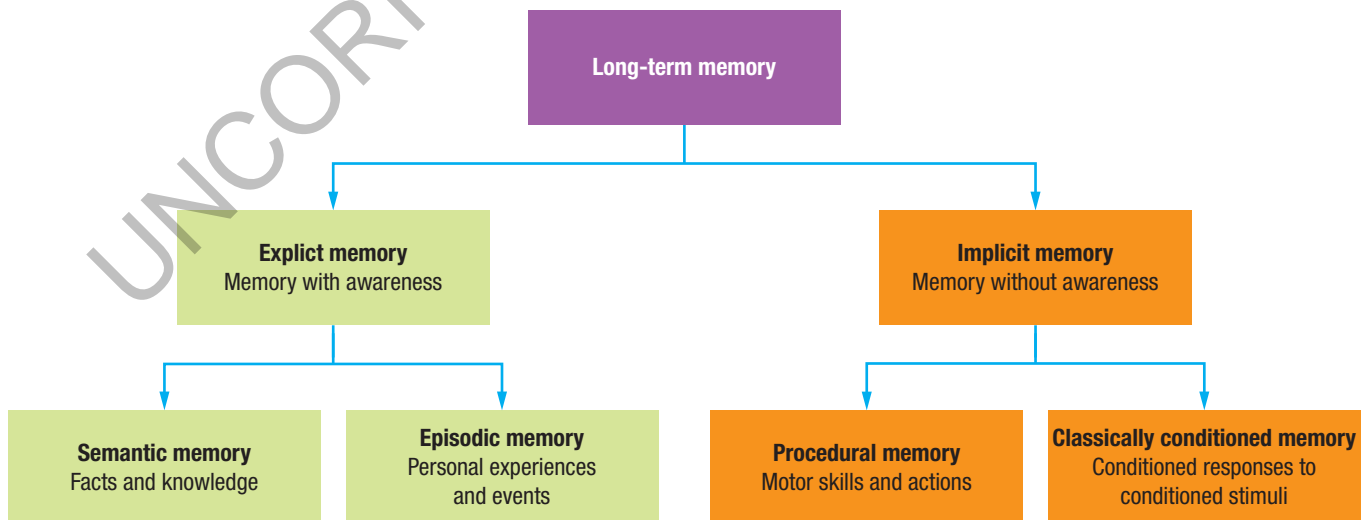 UNCORR
Long-term memory
Explict memory
Memory with awareness
Implicit memory
Memory without awareness
Semantic memory
Facts and knowledge
Episodic memory
Personal experiences
and events
Procedural memory
Motor skills and actions
Classically conditioned memory
Conditioned responses to
conditioned stimuli